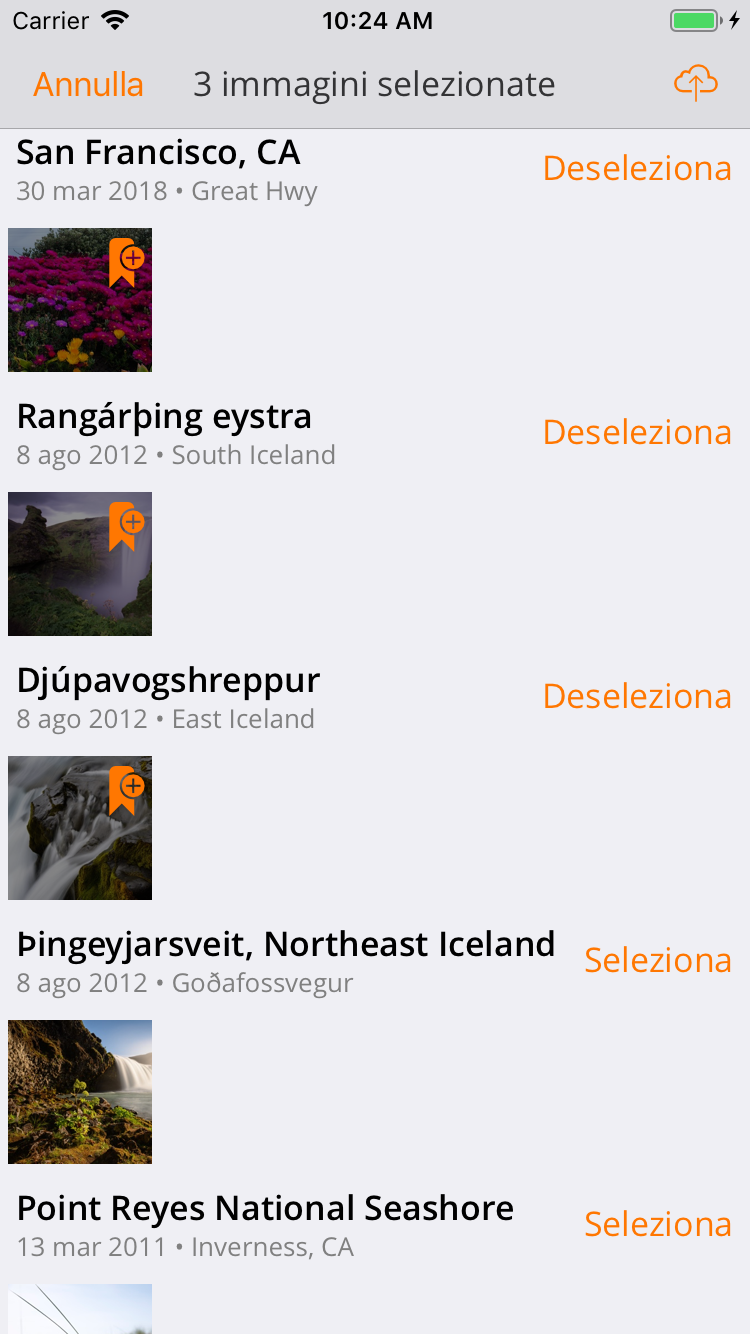 Carrier 10:24 AM
Annulla 3 immagini selezionate
San Francisco, CA
Deseleziona
30 mar 2018 • Great Hwy
Rangárþing eystra
Deseleziona
8 ago 2012 • South Iceland
Djúpavogshreppur
Deseleziona
8 ago 2012 • East Iceland
Þingeyjarsveit, Northeast Iceland
Seleziona
8 ago 2012 • Goðafossvegur
Point Reyes National Seashore
Seleziona
13 mar 2011 • Inverness, CA